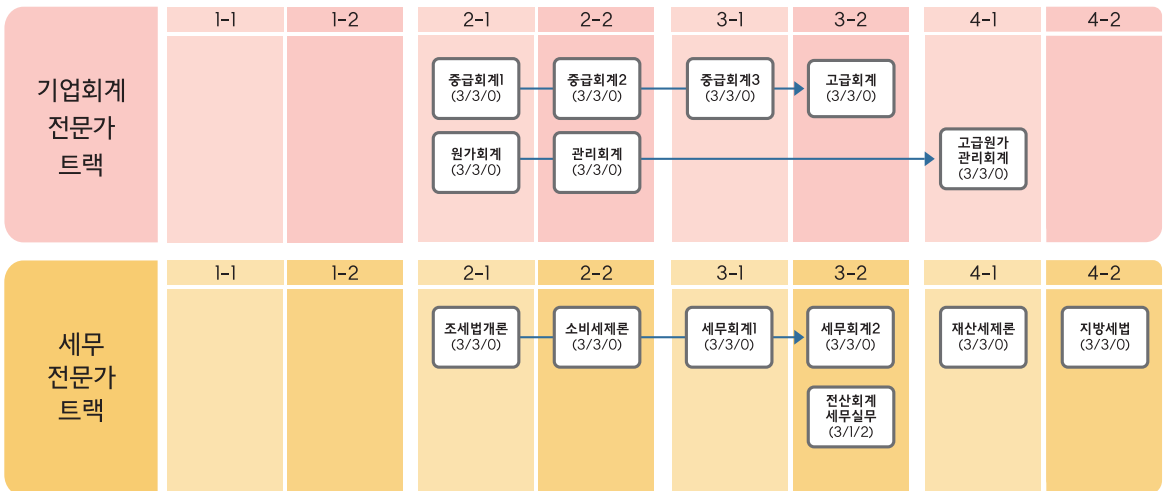 기업회계
전문가
트랙
1-1 1-2 2-1 2-2 3-1 3-2 4-1 4-2
중급회계1
(3/3/0)
중급회계2
(3/3/0)
중급회계3
(3/3/0)
고급회계
(3/3/0)
원가회계
(3/3/0)
관리회계
(3/3/0)
고급원가
관리회계
(3/3/0)
세무
전문가
트랙
1-1 1-2 2-1 2-2 3-1 3-2 4-1 4-2
조세법개론
(3/3/0)
소비세제론
(3/3/0)
세무회계1
(3/3/0)
세무회계2
(3/3/0)
재산세제론
(3/3/0)
지방세법
(3/3/0)
전산회계
세무실무
(3/1/2)